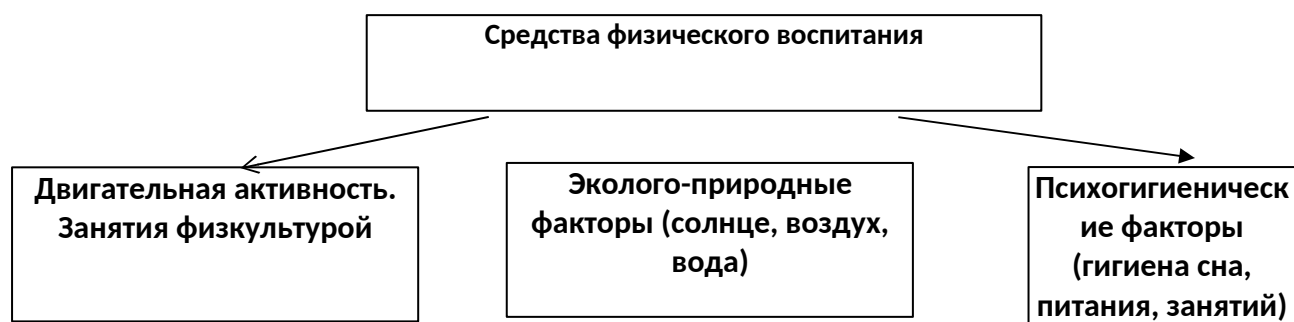 Средства физического воспитания
Двигательная активность.
Занятия физкультурой
Эколого-природные
факторы (солнце, воздух,
вода)
Психогигиеническ
ие факторы
(гигиена сна,
питания, занятий)